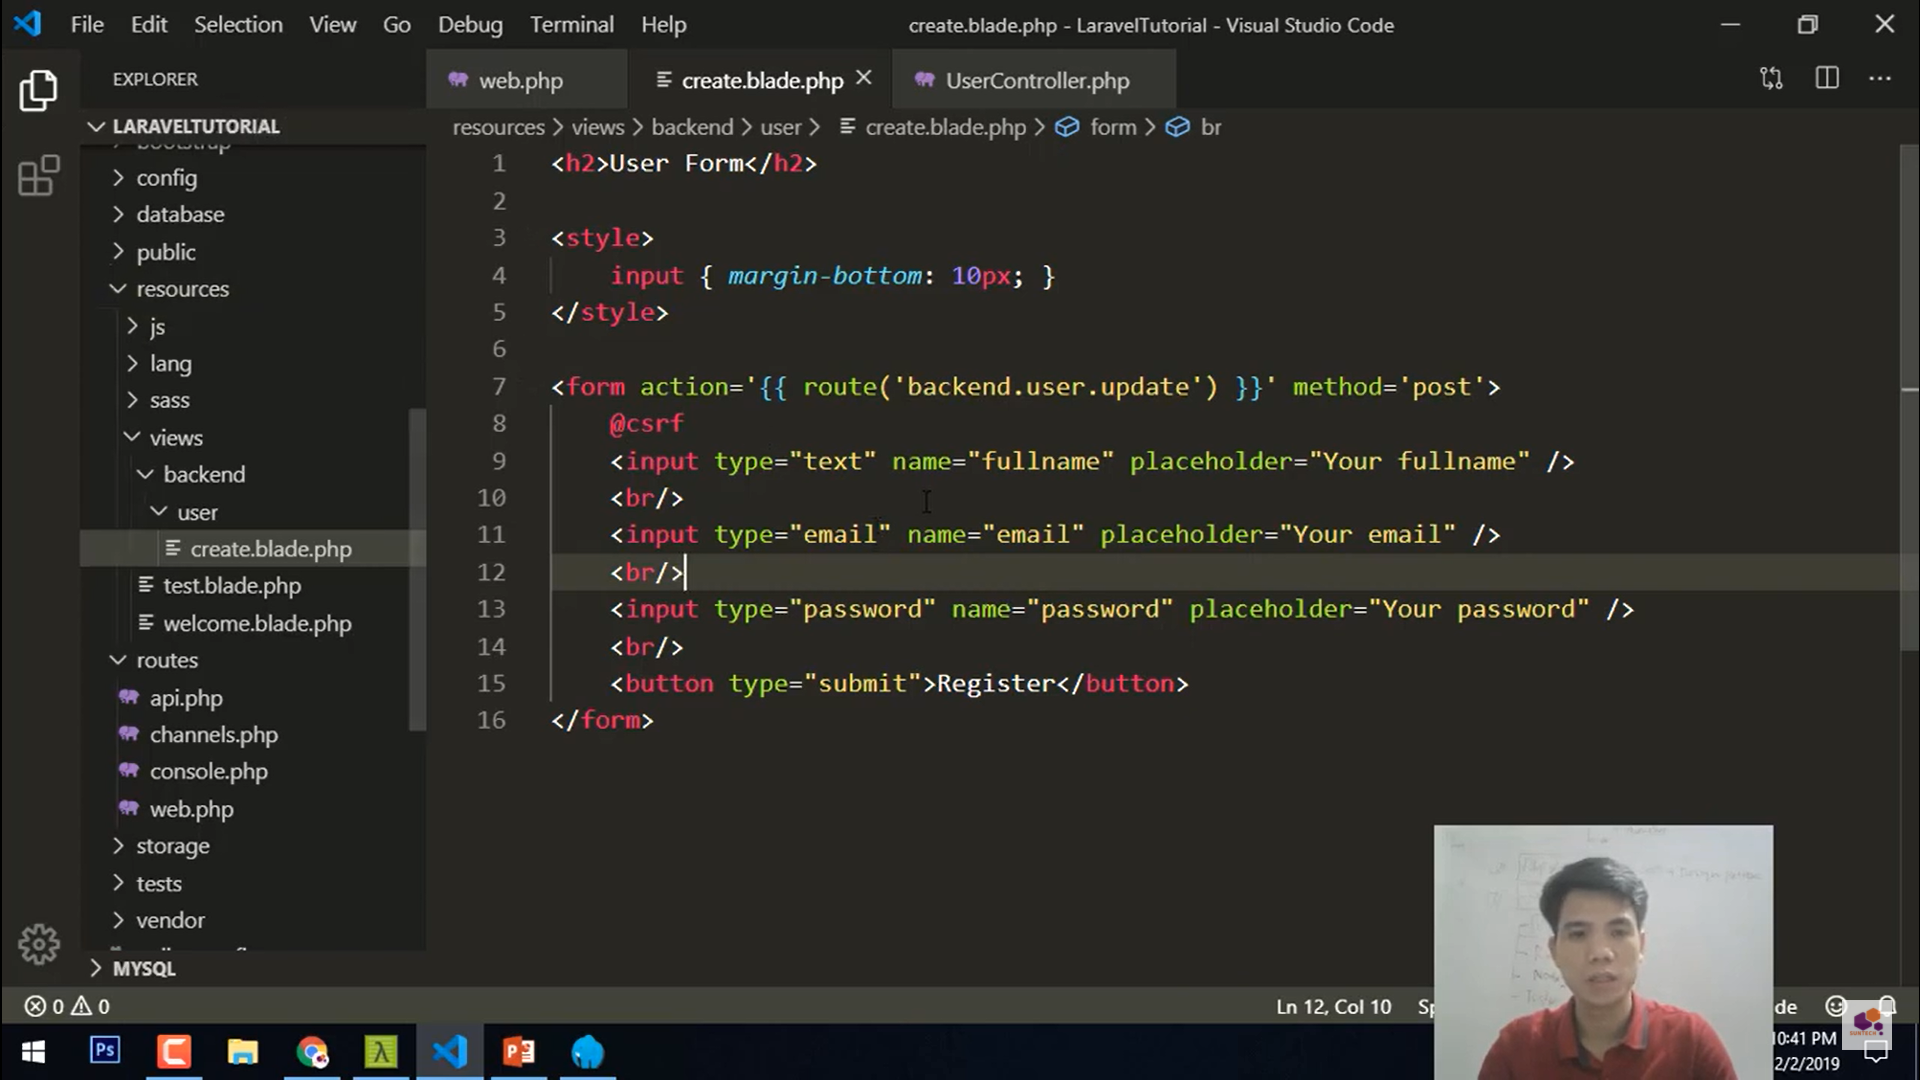 File Edit Selection View Go Debug Terminal Help
create.blade.php - LaravelTutorial - Visual Studio Code
EXPLORER
web.php
create.blade.php
UserController.php
LARAVELTUTORIAL
resources > views > backend > user > create.blade.php > form > br
bootstrap
config
database
public
resources
js
lang
sass
views
backend
user
create.blade.php
test.blade.php
welcome.blade.php
routes
api.php
channels.php
console.php
web.php
storage
tests
vendor
MYSQL
1 <h2>User Form</h2>
2
3 <style>
4 input { margin-bottom: 10px; }
5 </style>
6
7 <form action='{{ route('backend.user.update') }}' method='post'>
8 @csrf
9 <input type="text" name="fullname" placeholder="Your fullname" />
10 <br/>
11 <input type="email" name="email" placeholder="Your email" />
12 <br/>
13 <input type="password" name="password" placeholder="Your password" />
14 <br/>
15 <button type="submit">Register</button>
16 </form>
0 0
Ln 12, Col 10
Ps
SUNTECH